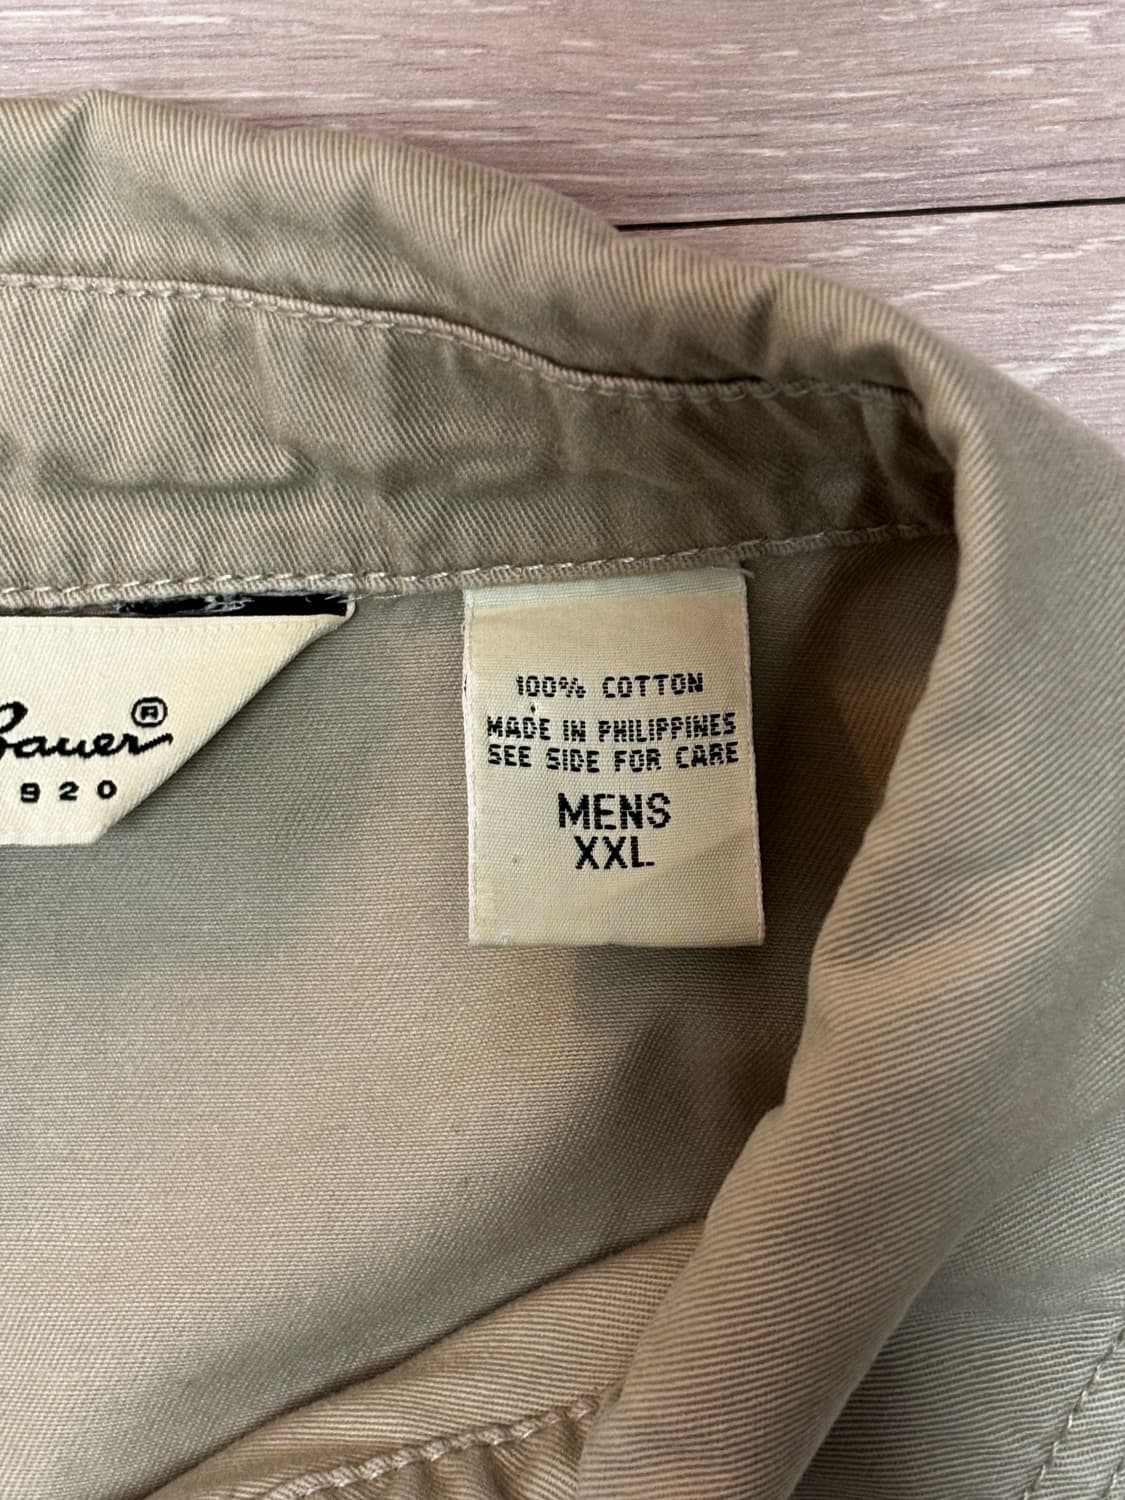 Bauer®
920
100% COTTON
MADE IN PHILIPPINES
SEE SIDE FOR CARE
MENS
XXL